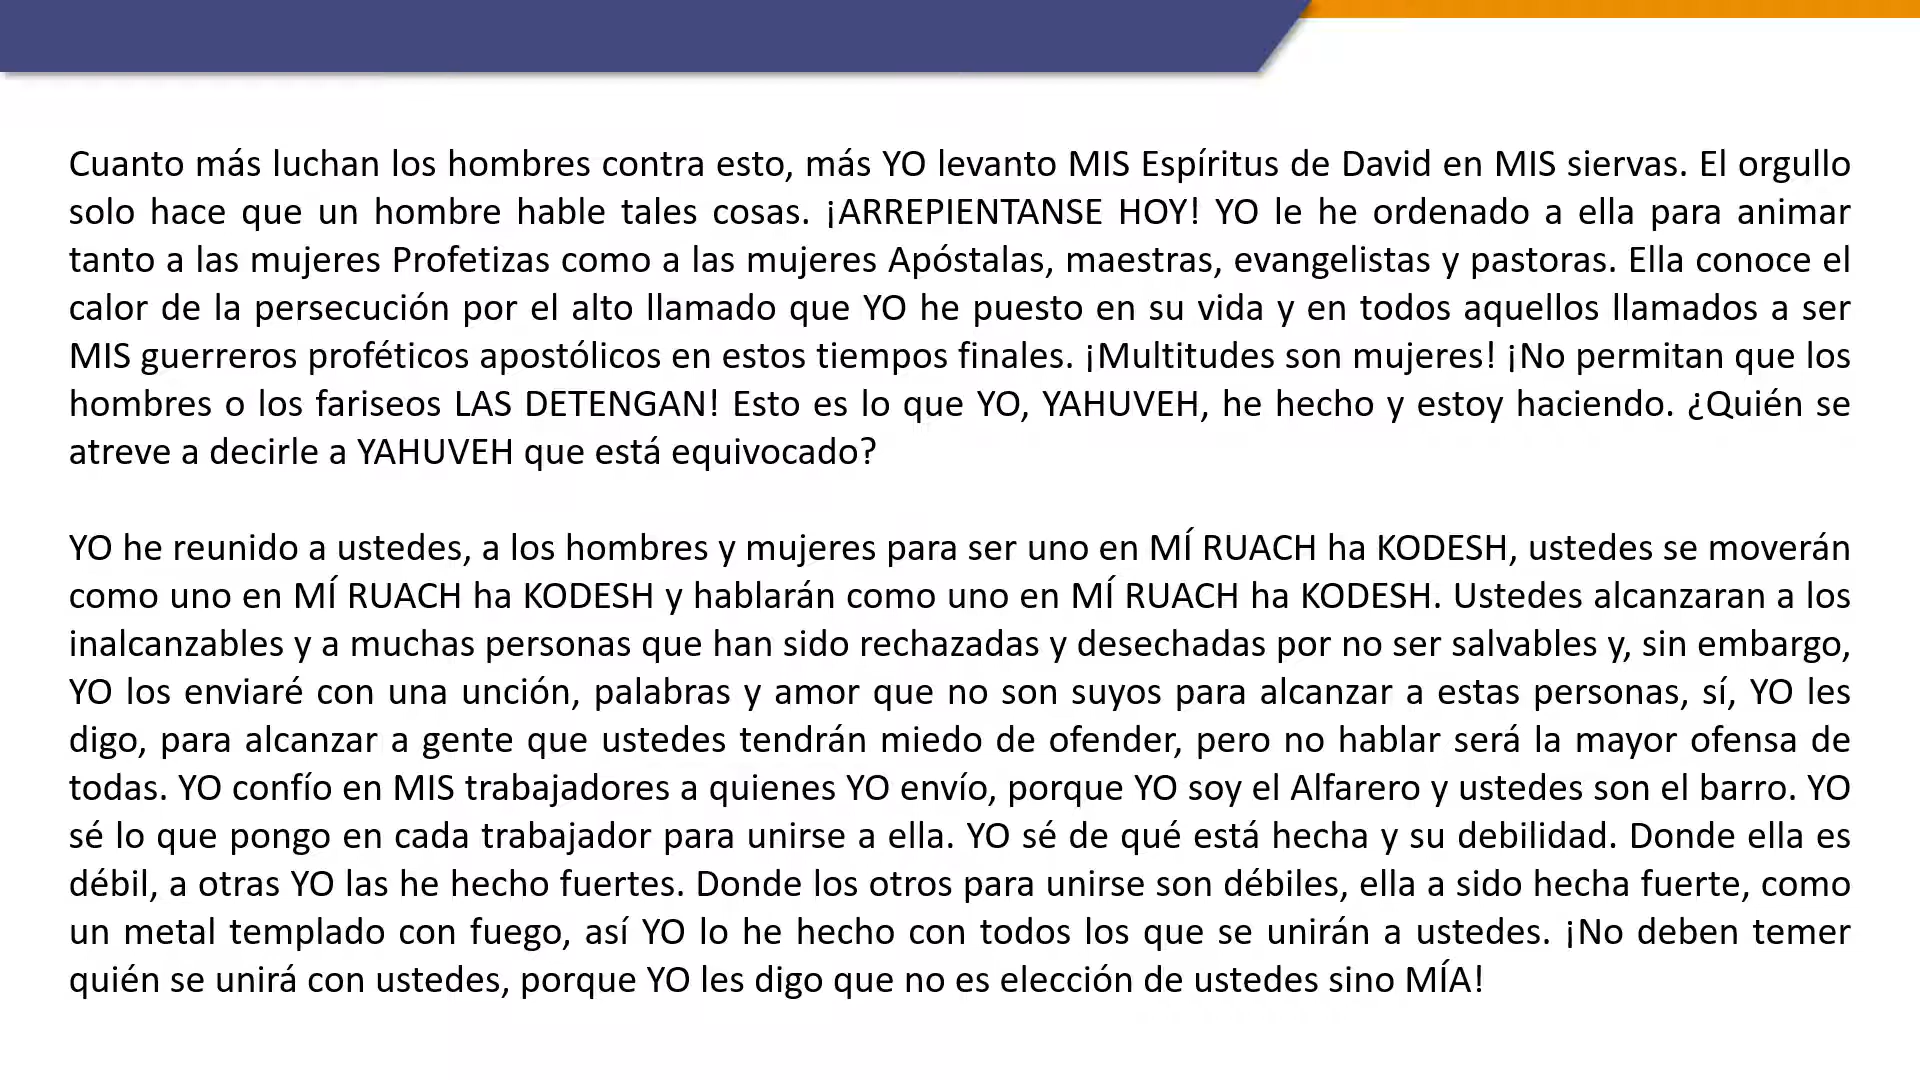 Cuanto más luchan los hombres contra esto, más YO levanto MIS Espíritus de David en MIS siervas. El orgullo
solo hace que un hombre hable tales cosas. ¡ARREPIENTANSE HOY! YO le he ordenado a ella para animar
tanto a las mujeres Profetizas como a las mujeres Apóstalas, maestras, evangelistas y pastoras. Ella conoce el
calor de la persecución por el alto llamado que YO he puesto en su vida y en todos aquellos llamados a ser
MIS guerreros proféticos apostólicos en estos tiempos finales. ¡Multitudes son mujeres! ¡No permitan que los
hombres o los fariseos LAS DETENGAN! Esto es lo que YO, YAHUVEH, he hecho y estoy haciendo. ¿Quién se
atreve a decirle a YAHUVEH que está equivocado?
YO he reunido a ustedes, a los hombres y mujeres para ser uno en MÍ RUACH ha KODESH, ustedes se moverán
como uno en MÍ RUACH ha KODESH y hablarán como uno en MÍ RUACH ha KODESH. Ustedes alcanzaran a los
inalcanzables y a muchas personas que han sido rechazadas y desechadas por no ser salvables y, sin embargo,
YO los enviaré con una unción, palabras y amor que no son suyos para alcanzar a estas personas, sí, YO les
digo, para alcanzar a gente que ustedes tendrán miedo de ofender, pero no hablar será la mayor ofensa de
todas. YO confío en MIS trabajadores a quienes YO envío, porque YO soy el Alfarero y ustedes son el barro. YO
sé lo que pongo en cada trabajador para unirse a ella. YO sé de qué está hecha y su debilidad. Donde ella es
débil, a otras YO las he hecho fuertes. Donde los otros para unirse son débiles, ella a sido hecha fuerte, como
un metal templado con fuego, así YO lo he hecho con todos los que se unirán a ustedes. ¡No deben temer
quién se unirá con ustedes, porque YO les digo que no es elección de ustedes sino MÍA!